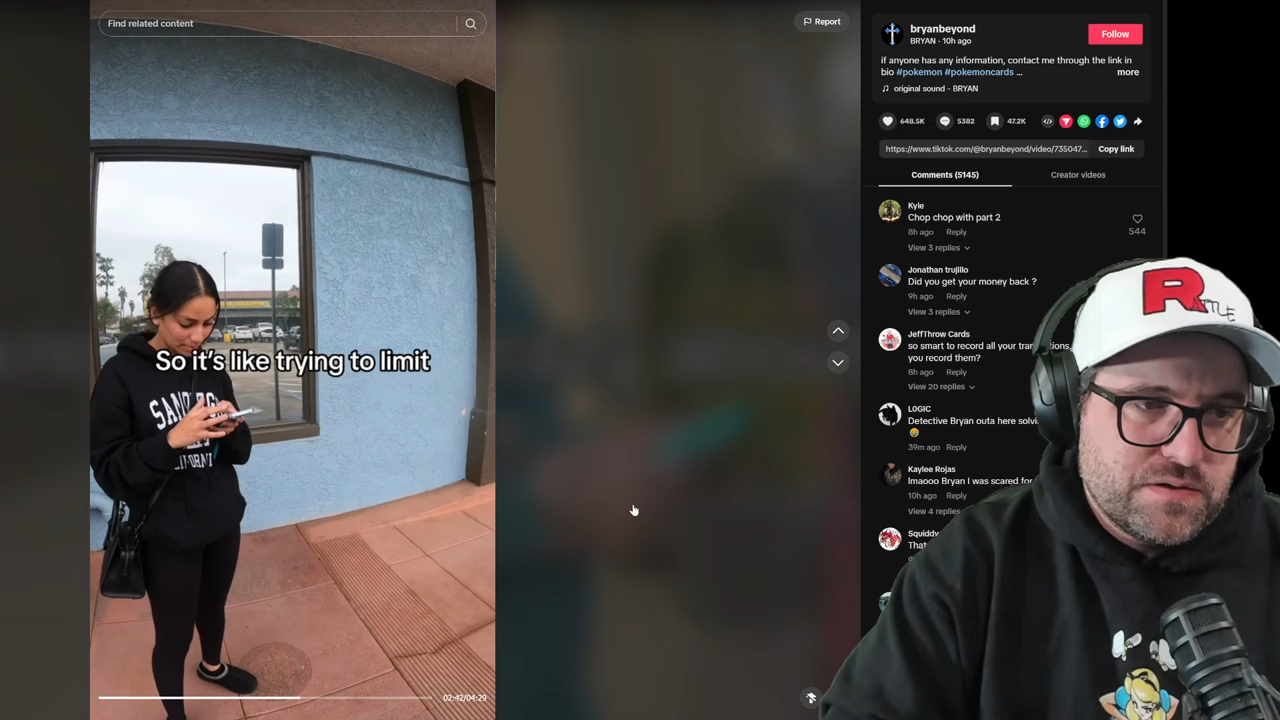 Find related content
Report
So it's like trying to limit
02:42/04:29
bryanbeyond
BRYAN · 10h ago
Follow
if anyone has any information, contact me through the link in
bio #pokemon #pokemoncards ...
more
♫ original sound - BRYAN
648.5K
5382
47.2K
https://www.tiktok.com/@bryanbeyond/video/735047...
Copy link
Comments (5145)
Creator videos
Kyle
Chop chop with part 2
544
8h ago Reply
View 3 replies
Jonathan trujillo
Did you get your money back ?
9h ago Reply
View 3 replies
JeffThrow Cards
so smart to record all your
you record them?
8h ago Reply
View 20 replies
L0GIC
Detective Bryan outa here
39m ago Reply
Kaylee Rojas
lmaooo Bryan I was scared for
10h ago Reply
View 4 replies
Squiddy
R